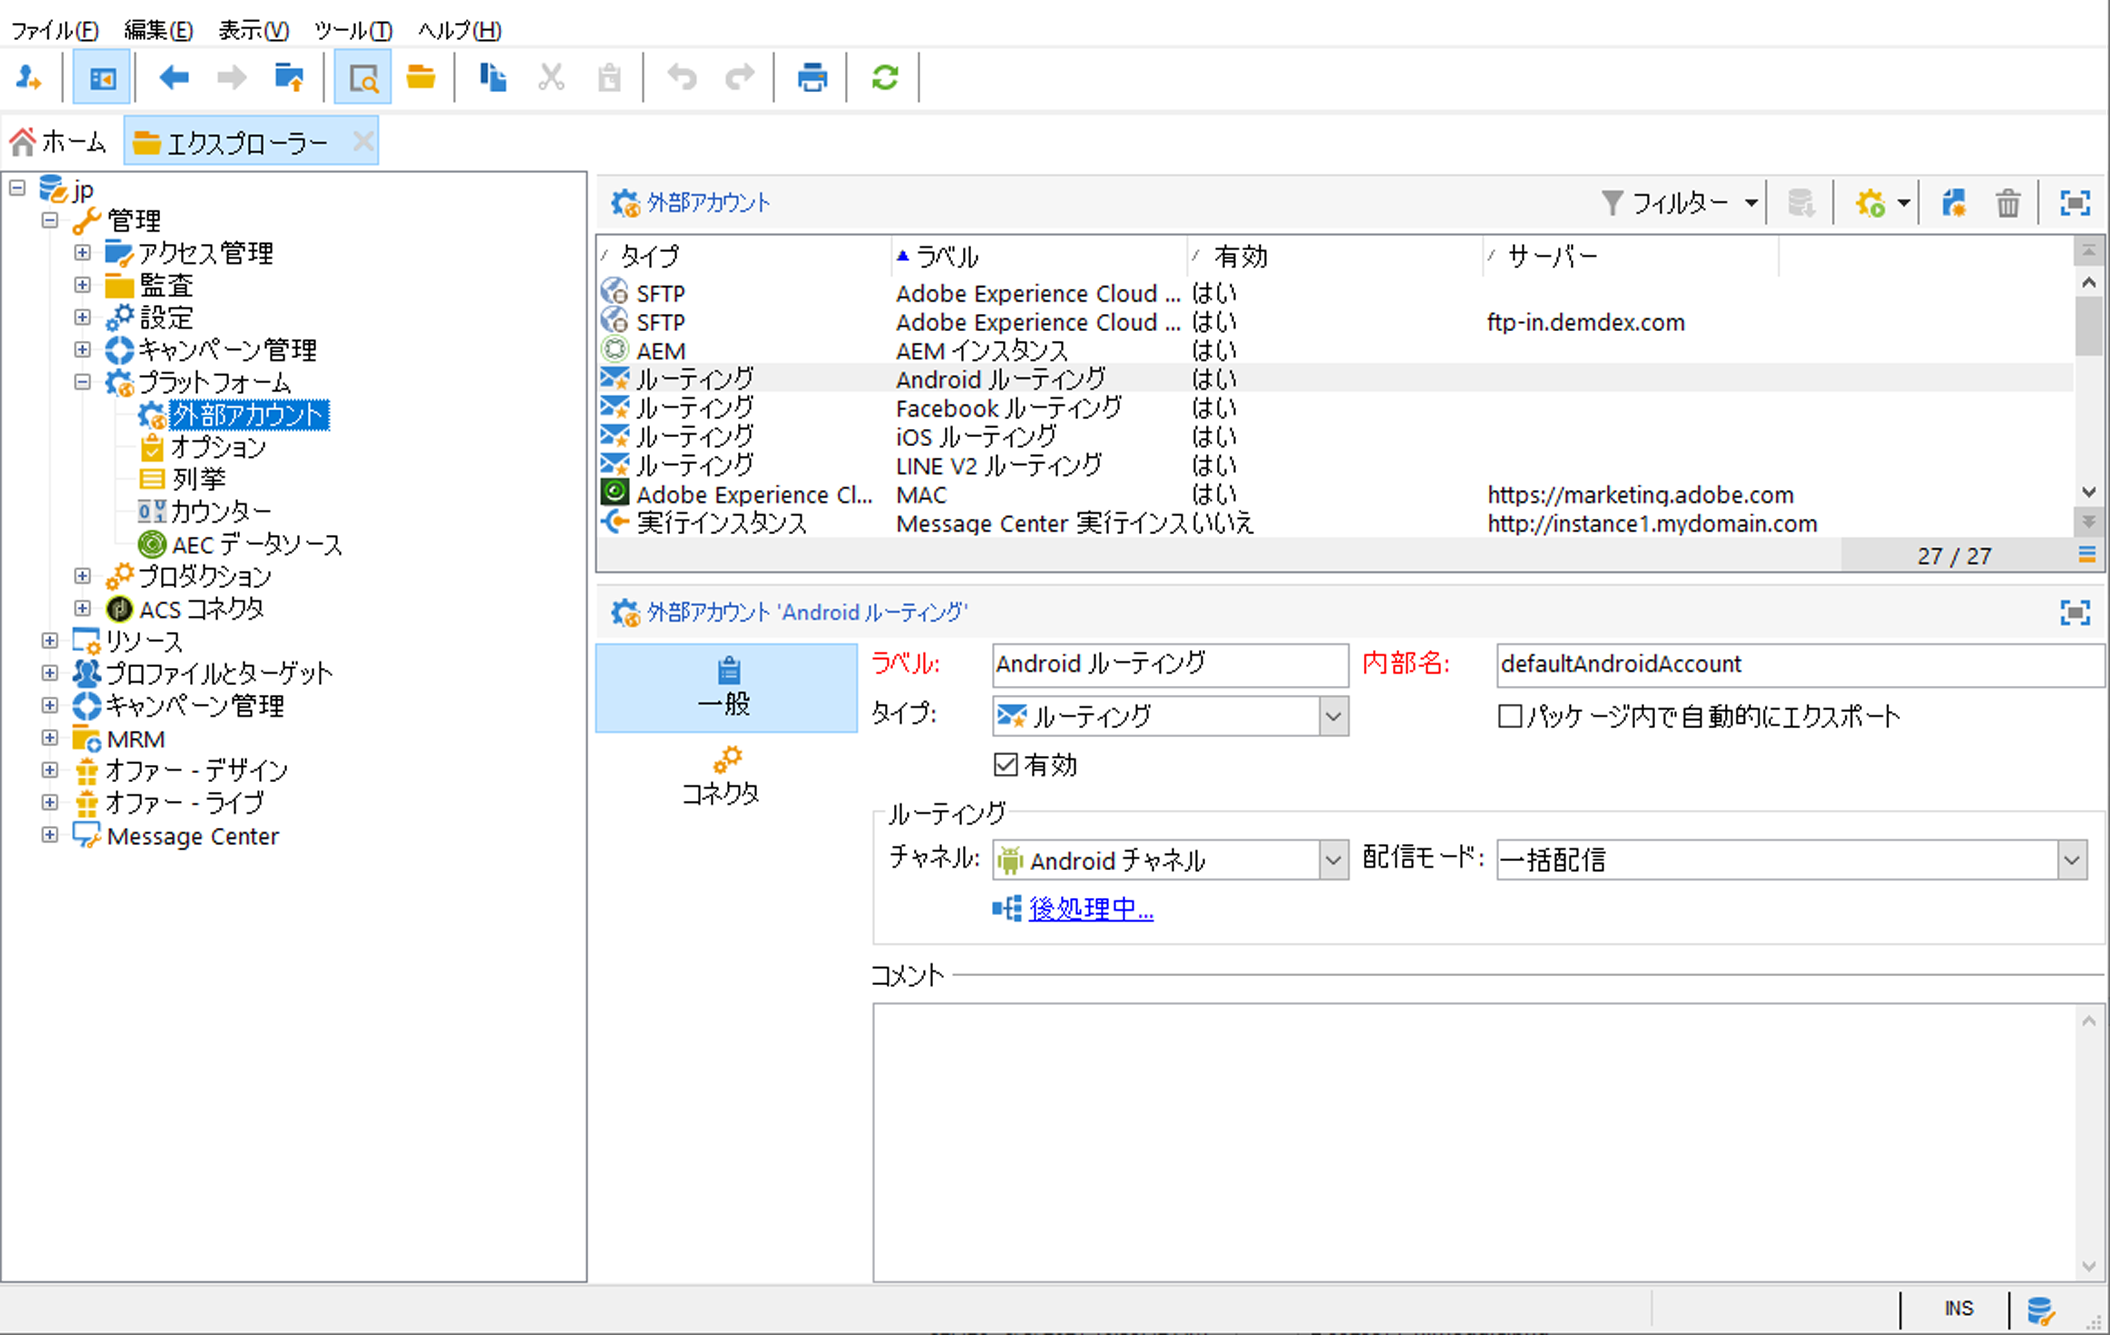 ファイル(F) 編集(E) 表示(V) ツール(T) ヘルプ(H)
ホーム エクスプローラー
jp
管理
アクセス管理
監査
設定
キャンペーン管理
プラットフォーム
外部アカウント
オプション
列挙
カウンター
AEC データソース
プロダクション
ACS コネクタ
リソース
プロファイルとターゲット
キャンペーン管理
MRM
オファー - デザイン
オファー - ライブ
Message Center
外部アカウント フィルター
タイプ ラベル 有効 サーバー
SFTP Adobe Experience Cloud ... はい
SFTP Adobe Experience Cloud ... はい ftp-in.demdex.com
AEM AEM インスタンス はい
ルーティング Android ルーティング はい
ルーティング Facebook ルーティング はい
ルーティング iOS ルーティング はい
ルーティング LINE V2 ルーティング はい
Adobe Experience Cl... MAC はい https://marketing.adobe.com
実行インスタンス Message Center 実行インス いいえ http://instance1.mydomain.com
27 / 27
外部アカウント 'Android ルーティング'
一般
コネクタ
ラベル: Android ルーティング 内部名: defaultAndroidAccount
タイプ: ルーティング パッケージ内で自動的にエクスポート
有効
ルーティング
チャネル: Android チャネル 配信モード: 一括配信
後処理中...
コメント
INS